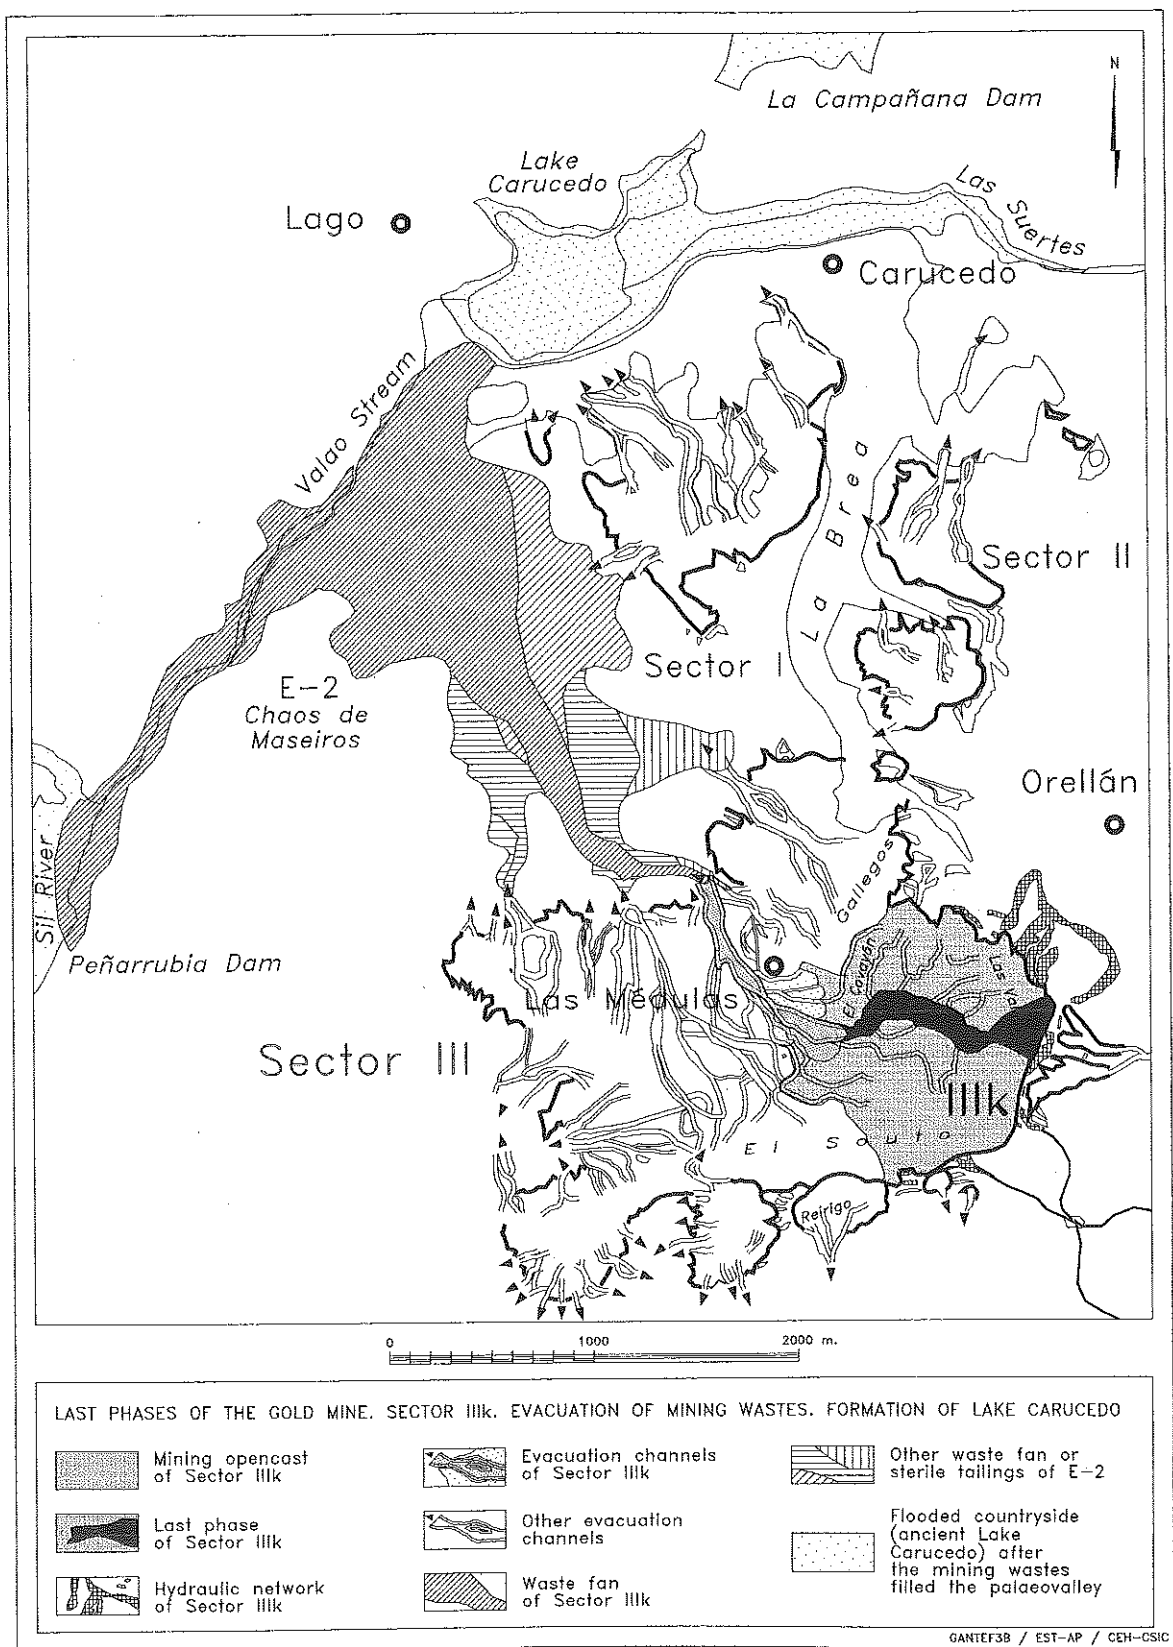 La Campañana Dam
N
Lake
Carucedo
Las Suertes
Lago
Carucedo
Valao Stream
La Brea
Sector II
Sector I
E-2
Chaos de
Maseiros
Orellán
Sil River
Gallegos
Peñarrubia Dam
El Cavayón
Las Va
Las Médulas
Sector III
IIIk
El Souto
Reirigo
0 1000 2000 m.
LAST PHASES OF THE GOLD MINE. SECTOR IIIk. EVACUATION OF MINING WASTES. FORMATION OF LAKE CARUCEDO
Mining opencast
of Sector IIIk
Last phase
of Sector IIIk
Hydraulic network
of Sector IIIk
Evacuation channels
of Sector IIIk
Other evacuation
channels
Waste fan
of Sector IIIk
Other waste fan or
sterile tailings of E-2
Flooded countryside
(ancient Lake
Carucedo) after
the mining wastes
filled the palaeovalley
GANTEF3B / EST-AP / CEH-CSIC